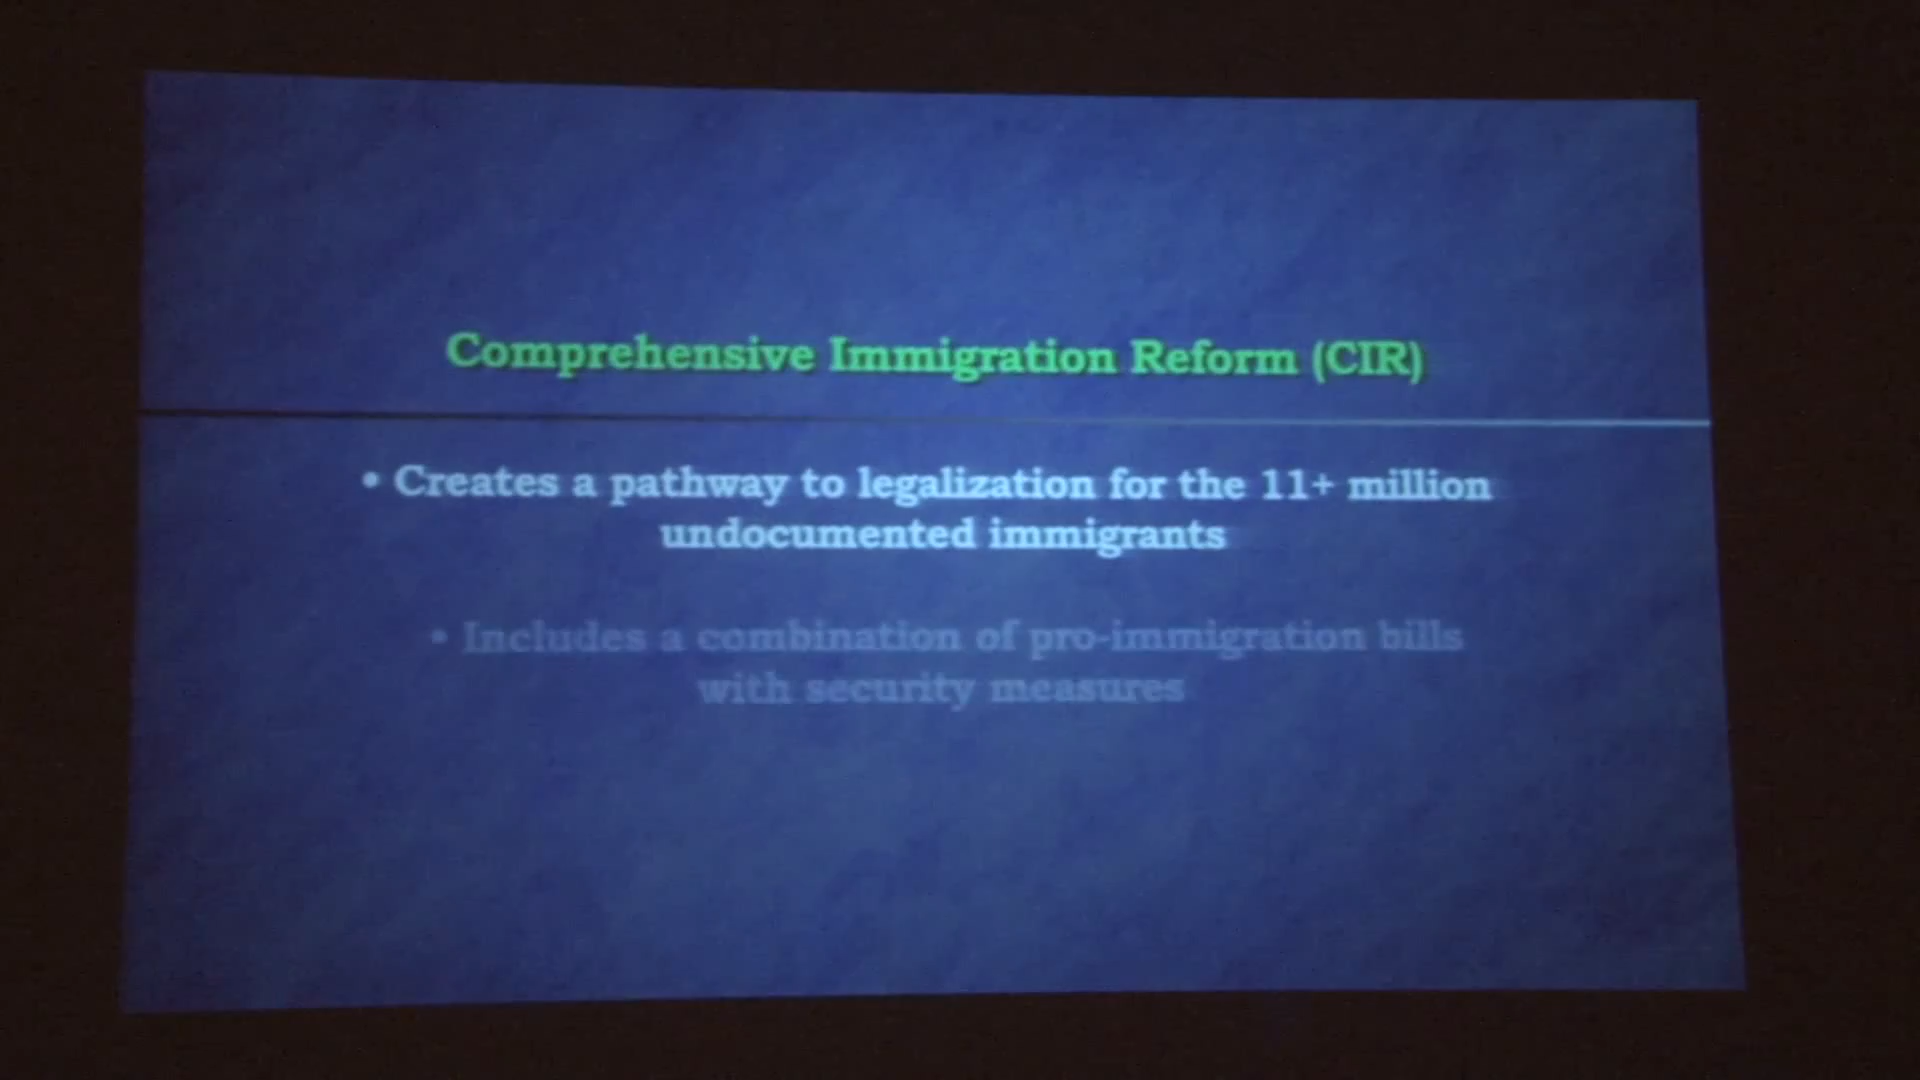 Comprehensive Immigration Reform (CIR)
• Creates a pathway to legalization for the 11+ million
undocumented immigrants
• Includes a combination of pro-immigration bills
with security measures